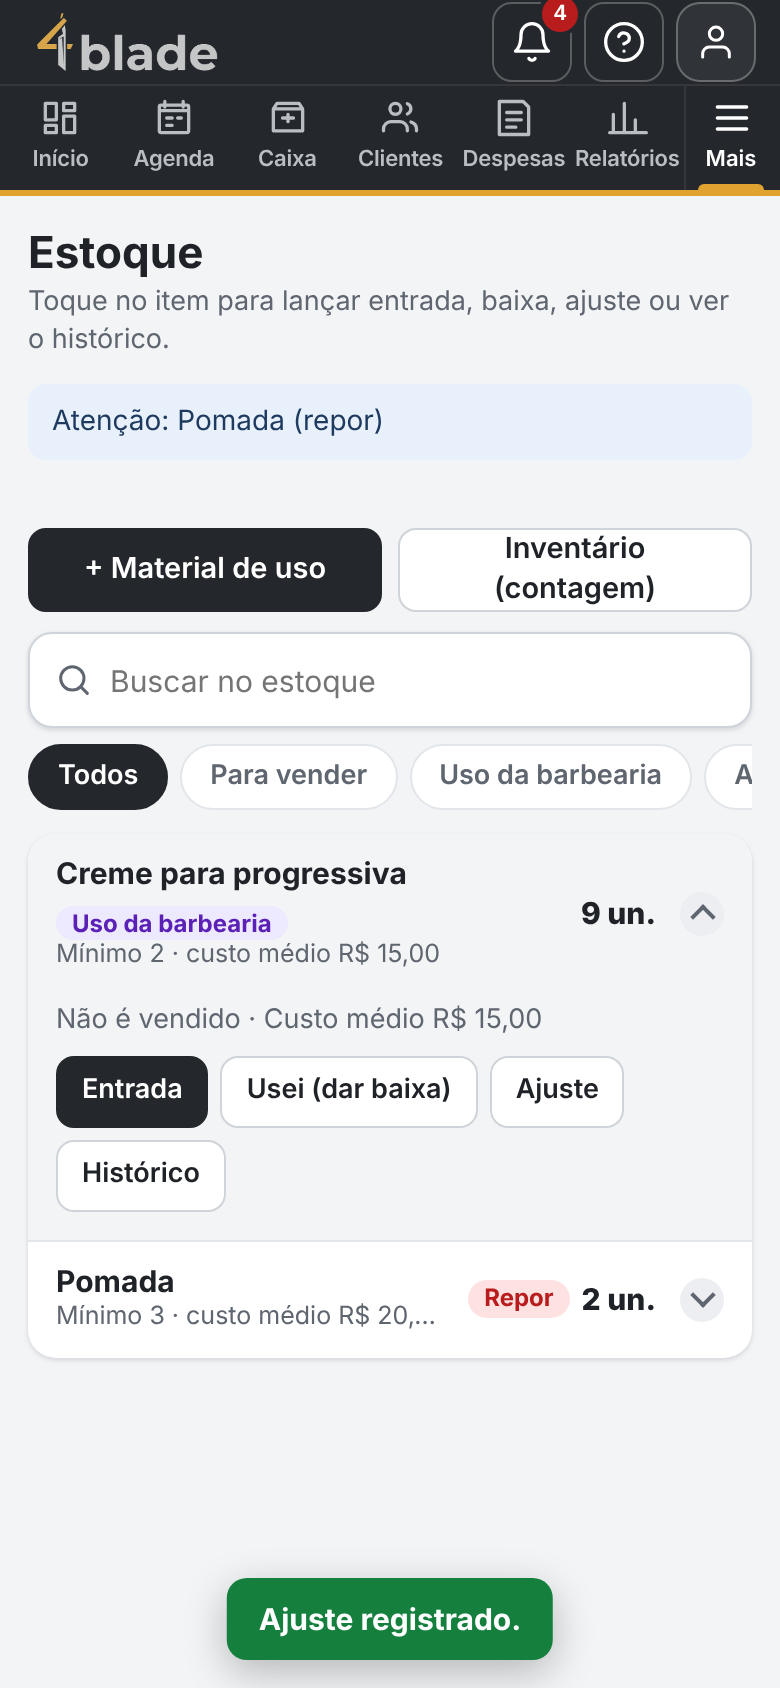 4blade
4
Início
Agenda
Caixa
Clientes
Despesas
Relatórios
Mais
Estoque
Toque no item para lançar entrada, baixa, ajuste ou ver
o histórico.
Atenção: Pomada (repor)
+ Material de uso
Inventário
(contagem)
Buscar no estoque
Todos
Para vender
Uso da barbearia
A
Creme para progressiva
Uso da barbearia
9 un.
Mínimo 2 · custo médio R$ 15,00
Não é vendido · Custo médio R$ 15,00
Entrada
Usei (dar baixa)
Ajuste
Histórico
Pomada
Mínimo 3 · custo médio R$ 20,...
Repor
2 un.
Ajuste registrado.